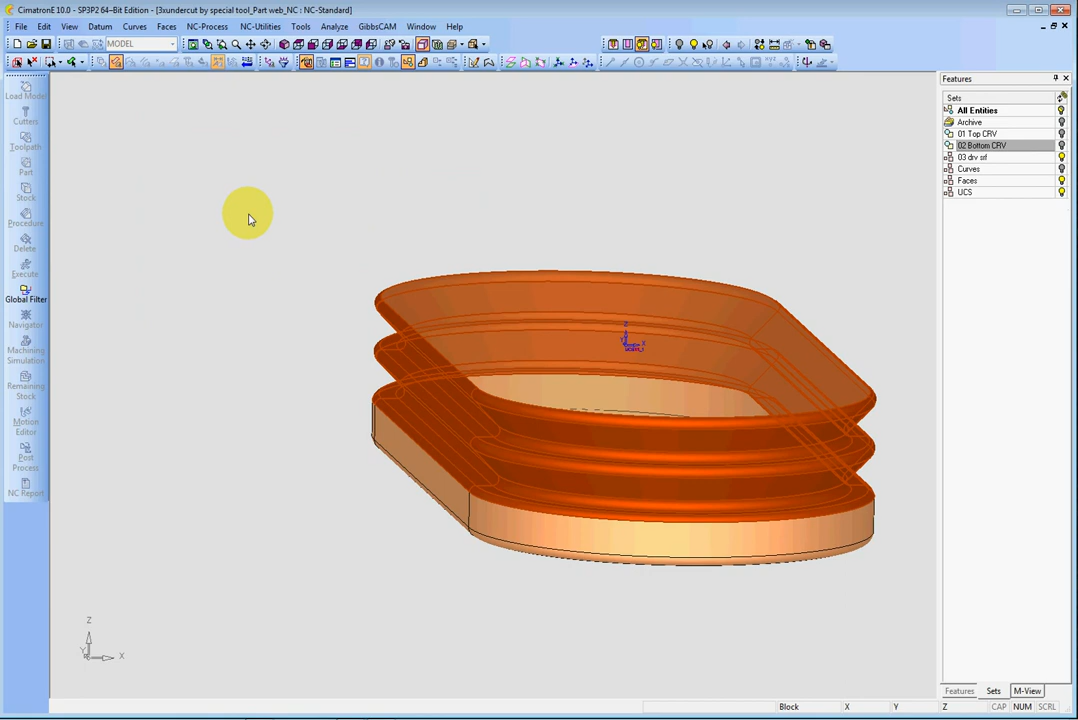 CimatronE 10.0 - SP3P2 64-Bit Edition - [3xundercut by special tool_Part web_NC : NC-Standard]
File Edit View Datum Curves Faces NC-Process NC-Utilities Tools Analyze GibbsCAM Window Help
MODEL
Load Model
Cutters
Toolpath
Part
Stock
Procedure
Delete
Execute
Global Filter
Navigator
Machining
Simulation
Remaining
Stock
Motion
Editor
Post
Process
NC Report
Z
X
Z
Y
X
Features
Sets
All Entities
Archive
01 Top CRV
02 Bottom CRV
03 drv srf
Curves
Faces
UCS
Features Sets M-View
Block X Y Z CAP NUM SCRL